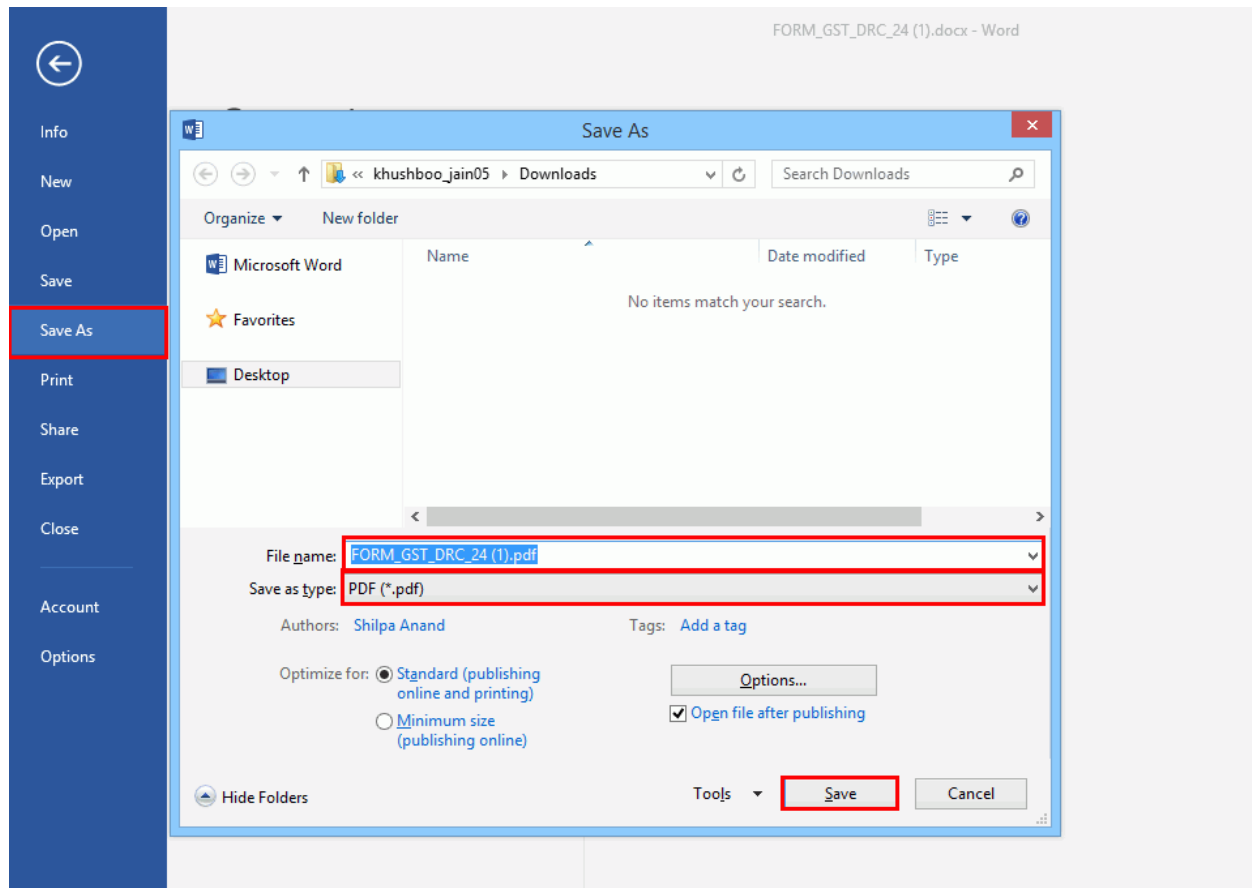 FORM_GST_DRC_24 (1).docx - Word
Info
New
Open
Save
Save As
Print
Share
Export
Close
Account
Options
Save As
« khushboo_jain05 Downloads
Search Downloads
Organize
New folder
Microsoft Word
Favorites
Desktop
Name
Date modified
Type
No items match your search.
File name: FORM_GST_DRC_24 (1).pdf
Save as type: PDF (*.pdf)
Authors: Shilpa Anand
Tags: Add a tag
Optimize for: Standard (publishing
online and printing)
Minimum size
(publishing online)
Options...
Open file after publishing
Hide Folders
Tools
Save
Cancel